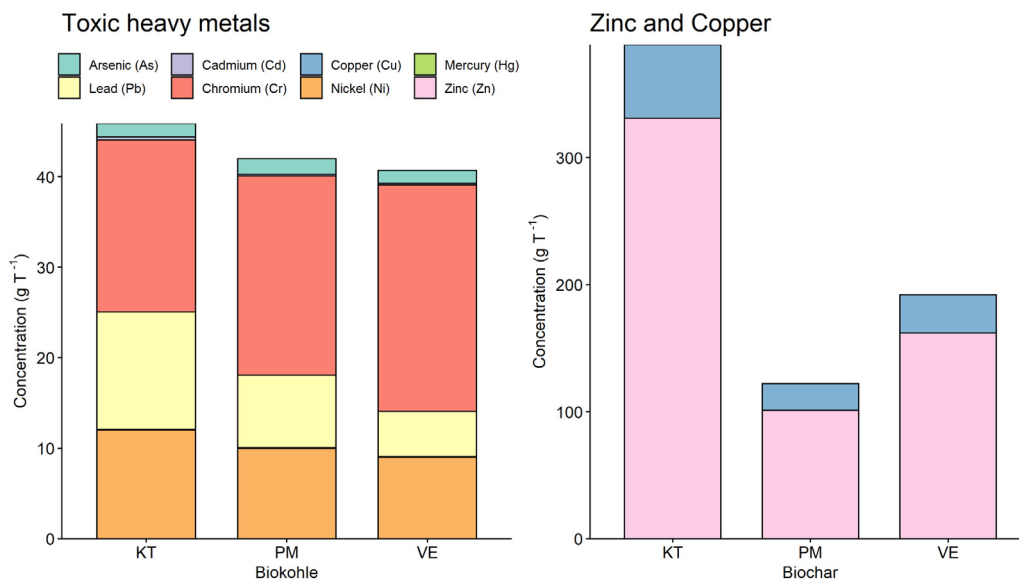 Toxic heavy metals
Arsenic (As) Cadmium (Cd) Copper (Cu) Mercury (Hg)
Lead (Pb) Chromium (Cr) Nickel (Ni) Zinc (Zn)
Concentration (g T⁻¹)
40
30
20
10
0
KT PM VE
Biokohle
Zinc and Copper
Concentration (g T⁻¹)
300
200
100
0
KT PM VE
Biochar